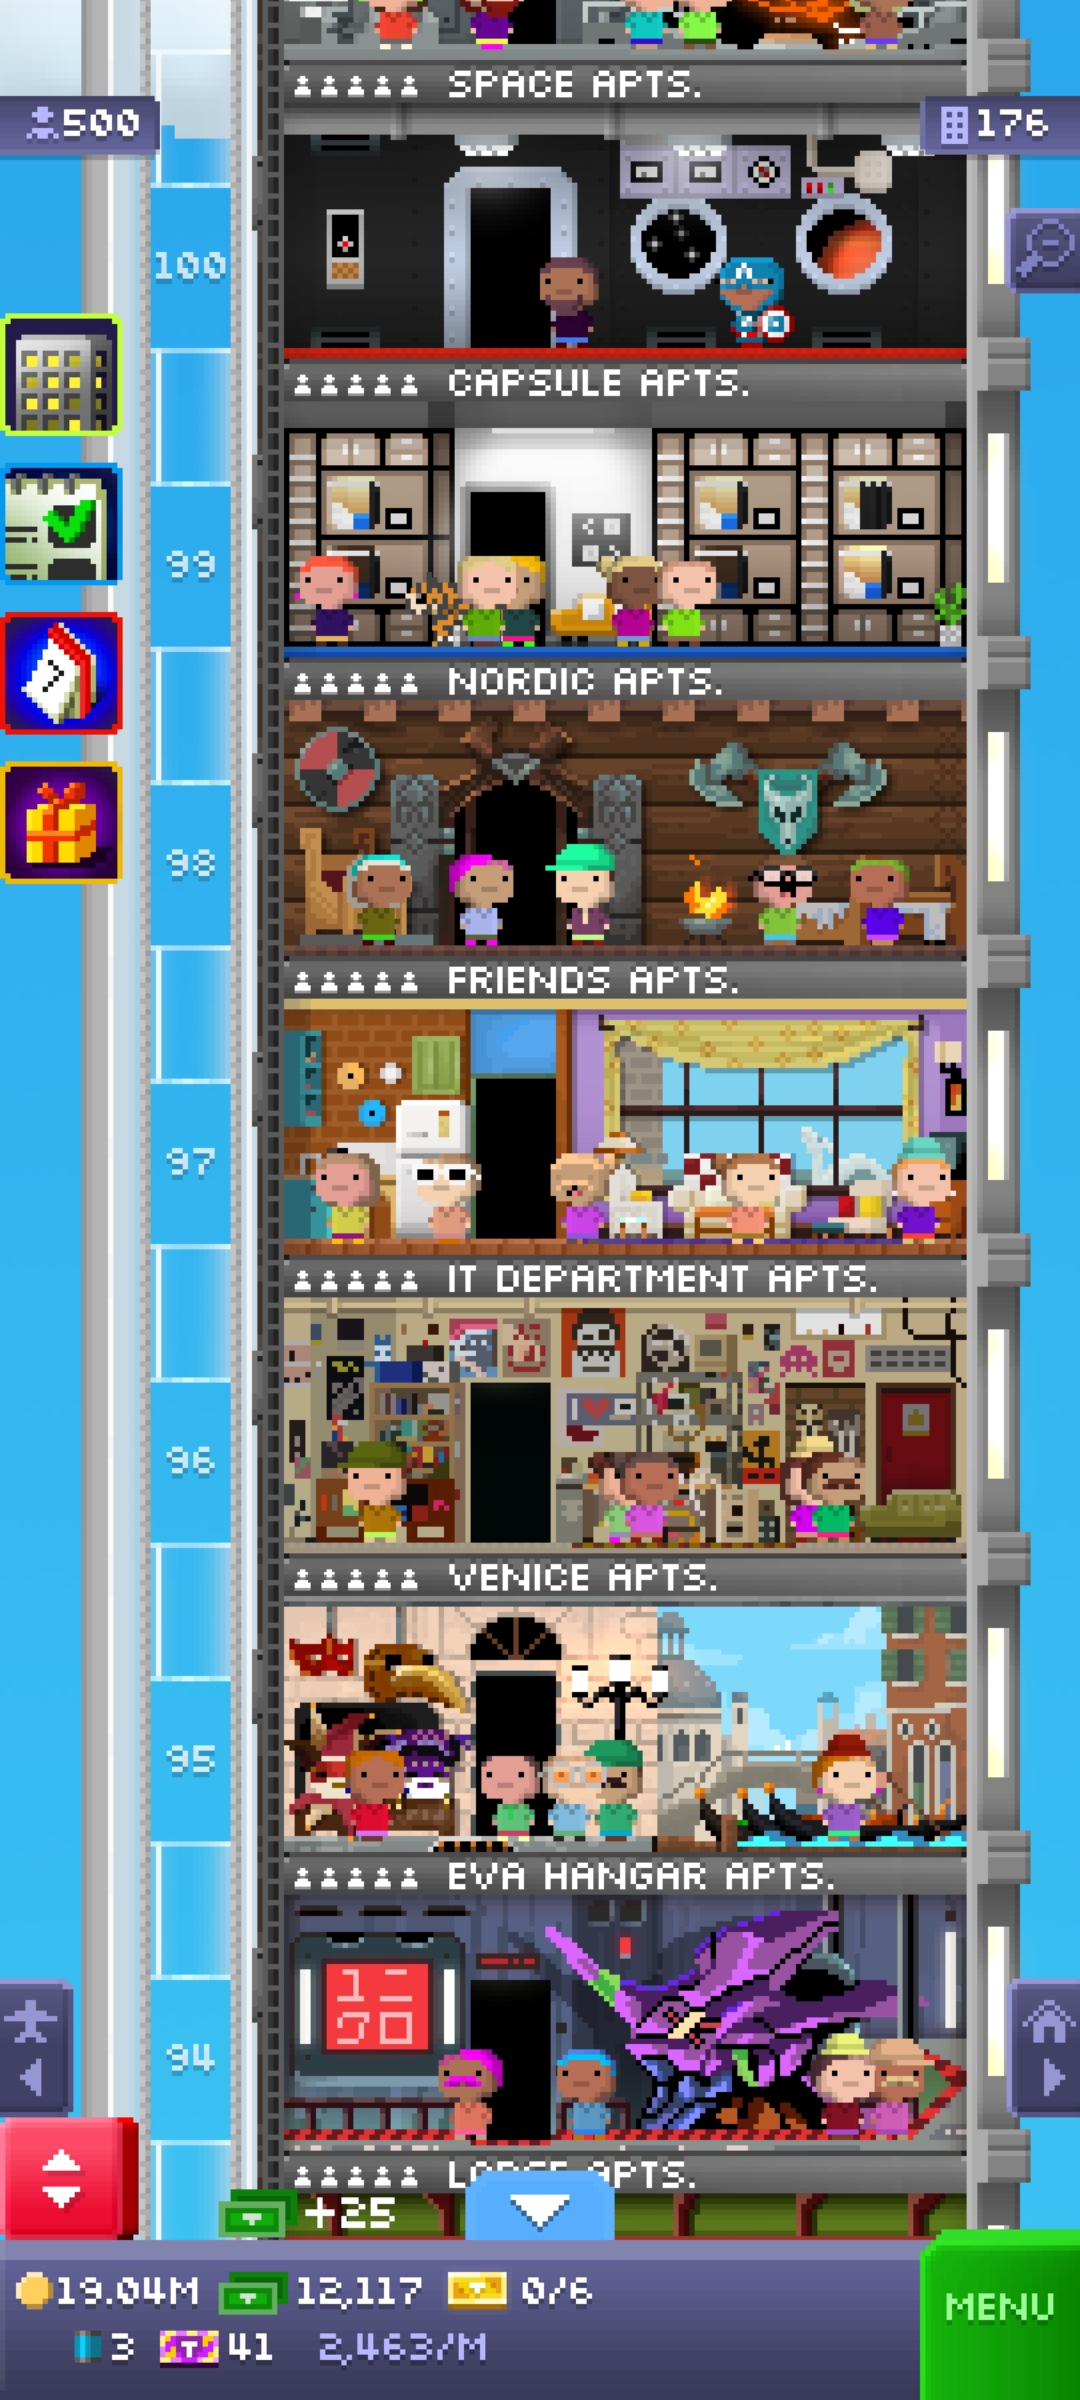 SPACE APTS.
500
176
100
CAPSULE APTS.
99
NORDIC APTS.
98
FRIENDS APTS.
97
IT DEPARTMENT APTS.
96
VENICE APTS.
95
EVA HANGAR APTS.
94
APTS.
+25
19.04M 12,117 0/6
MENU
3 41 2,463/M